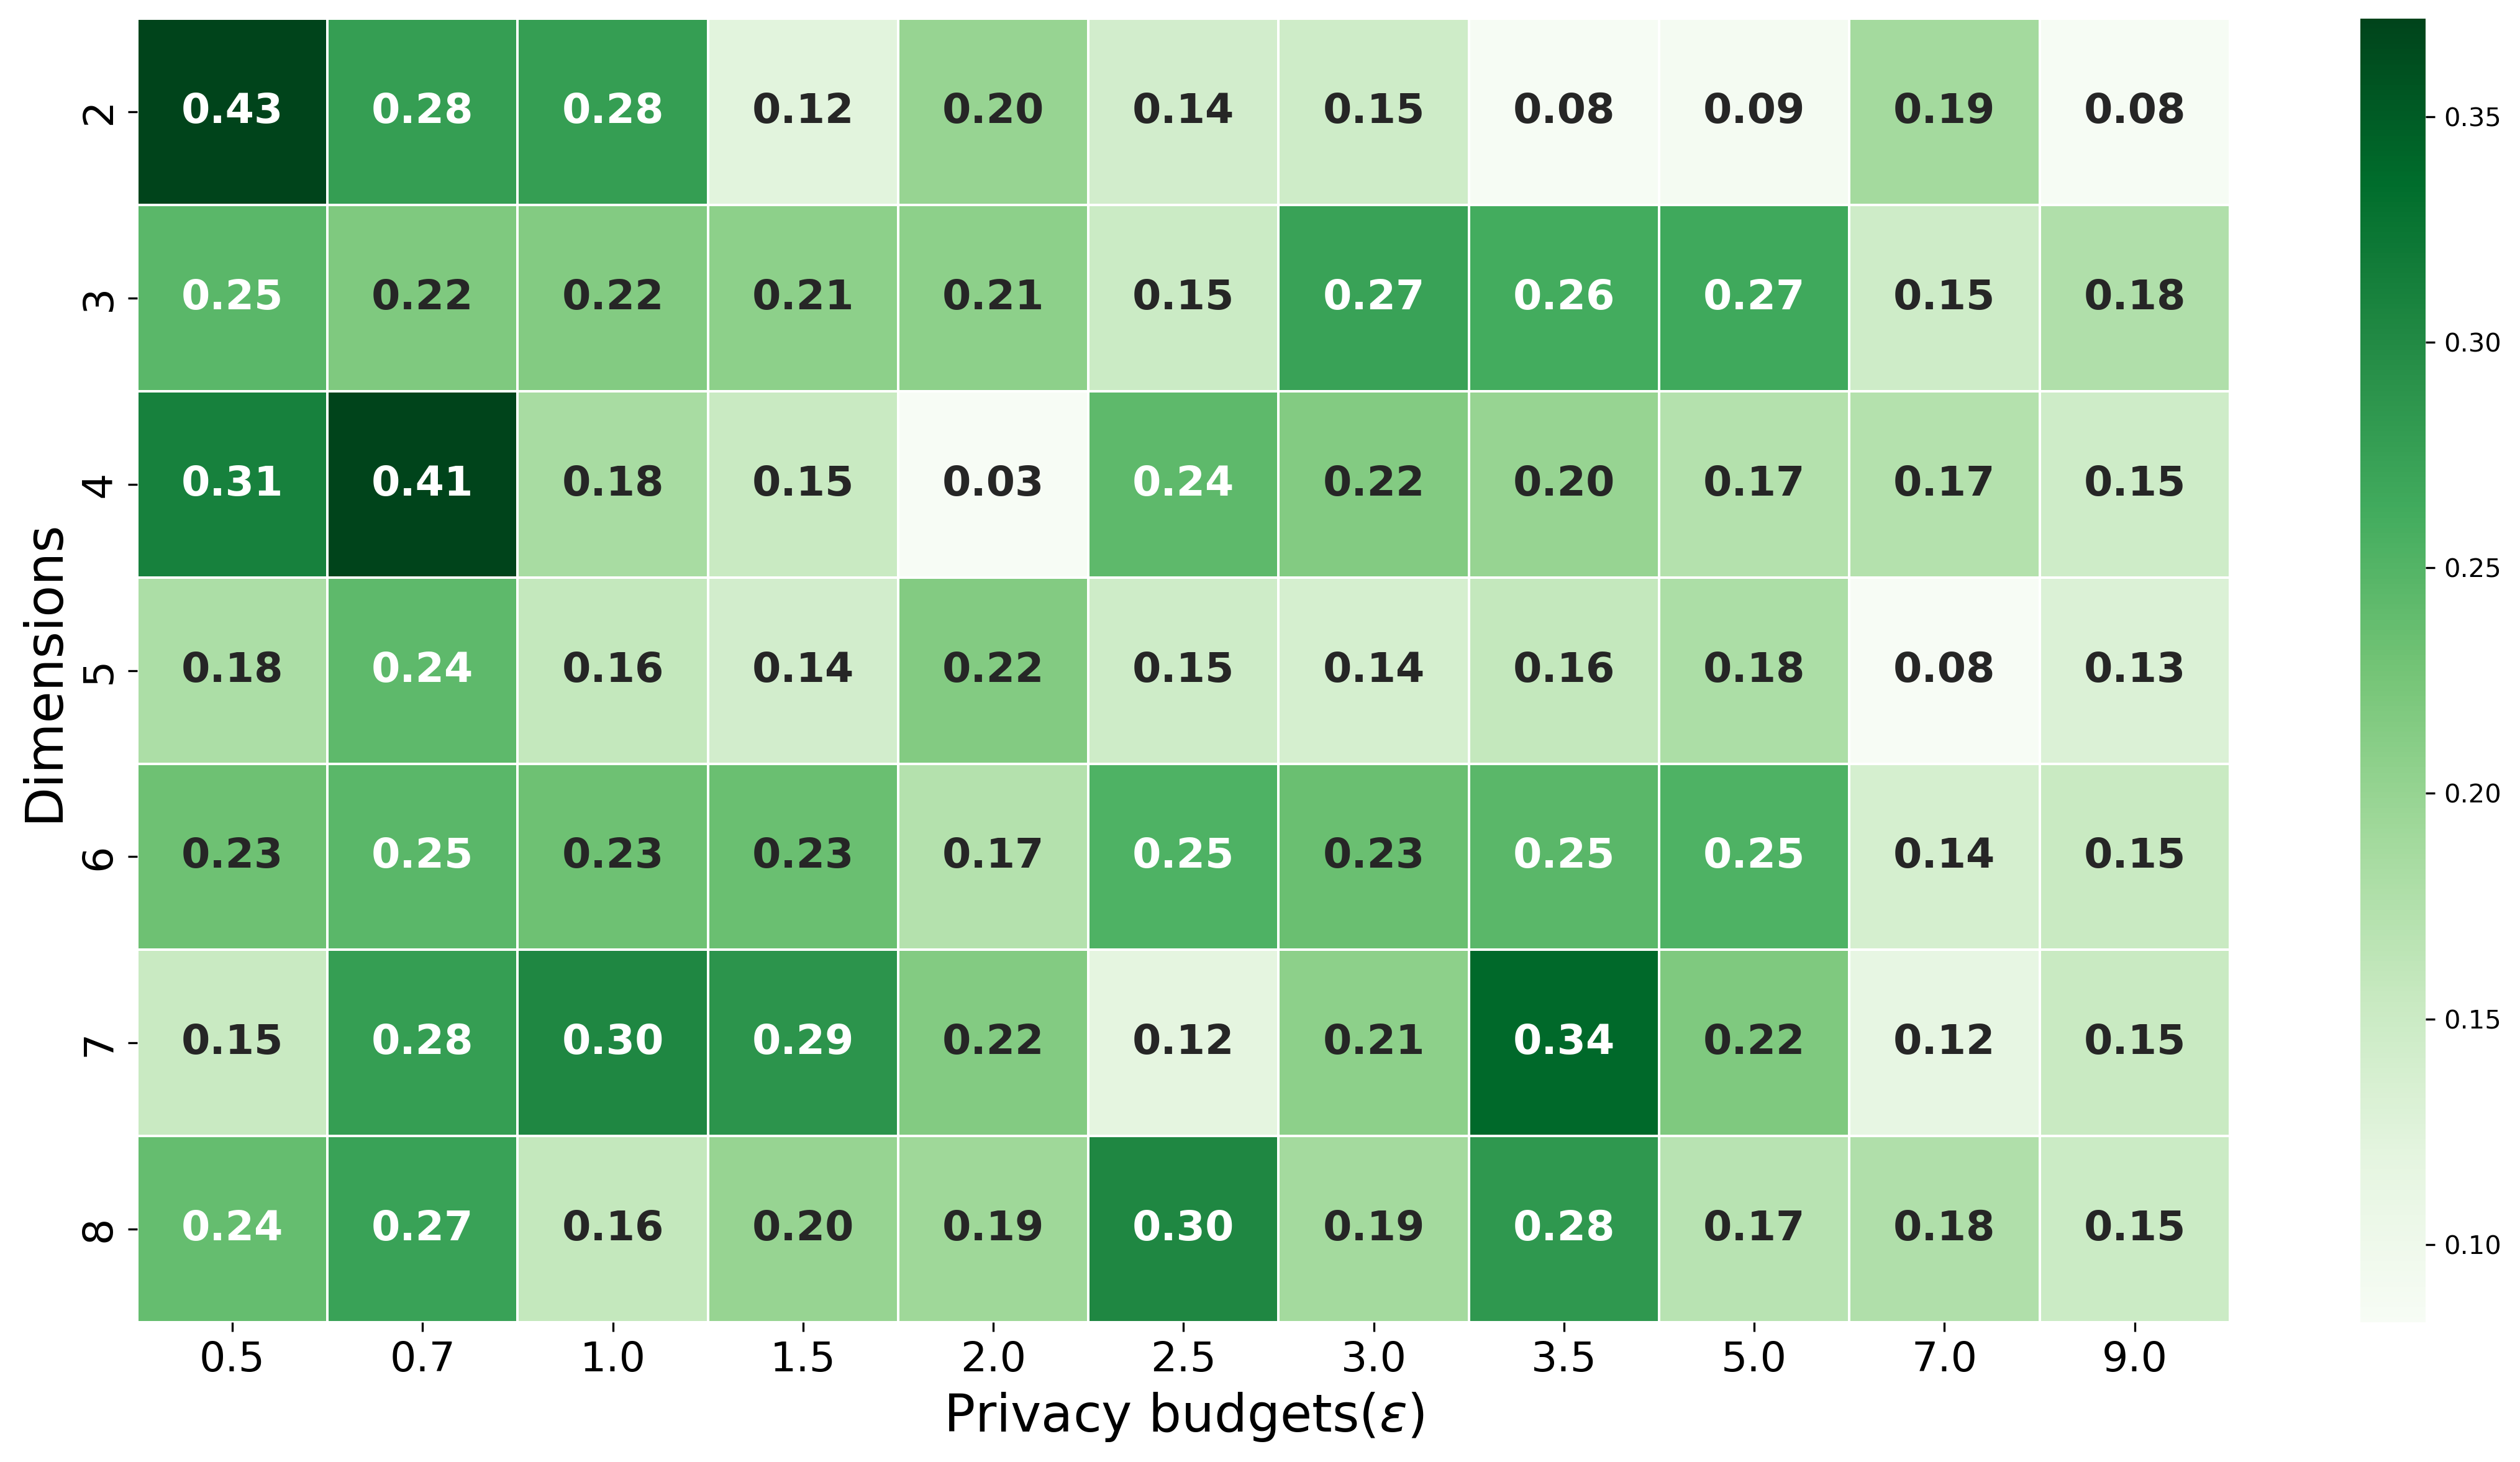 2 0.43 0.28 0.28 0.12 0.20 0.14 0.15 0.08 0.09 0.19 0.08
3 0.25 0.22 0.22 0.21 0.21 0.15 0.27 0.26 0.27 0.15 0.18
4 0.31 0.41 0.18 0.15 0.03 0.24 0.22 0.20 0.17 0.17 0.15
5 0.18 0.24 0.16 0.14 0.22 0.15 0.14 0.16 0.18 0.08 0.13
6 0.23 0.25 0.23 0.23 0.17 0.25 0.23 0.25 0.25 0.14 0.15
7 0.15 0.28 0.30 0.29 0.22 0.12 0.21 0.34 0.22 0.12 0.15
8 0.24 0.27 0.16 0.20 0.19 0.30 0.19 0.28 0.17 0.18 0.15
0.5 0.7 1.0 1.5 2.0 2.5 3.0 3.5 5.0 7.0 9.0
Privacy budgets(ε)
Dimensions
0.35
0.30
0.25
0.20
0.15
0.10